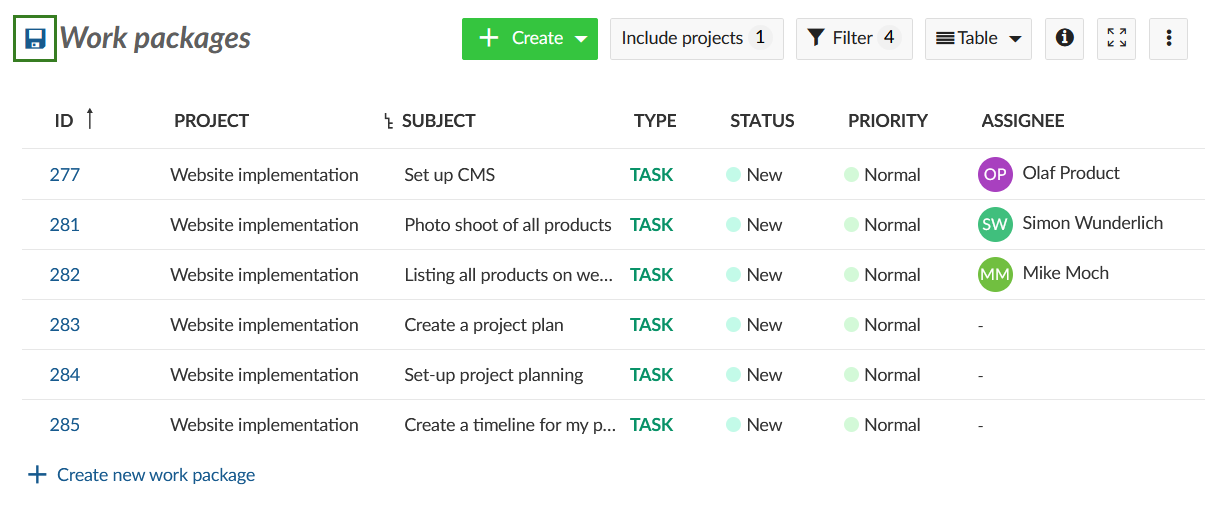 Work packages
Create
Include projects 1
Filter 4
Table
ID PROJECT SUBJECT TYPE STATUS PRIORITY ASSIGNEE
277 Website implementation Set up CMS TASK New Normal OP Olaf Product
281 Website implementation Photo shoot of all products TASK New Normal SW Simon Wunderlich
282 Website implementation Listing all products on we... TASK New Normal MM Mike Moch
283 Website implementation Create a project plan TASK New Normal -
284 Website implementation Set-up project planning TASK New Normal -
285 Website implementation Create a timeline for my p... TASK New Normal -
Create new work package